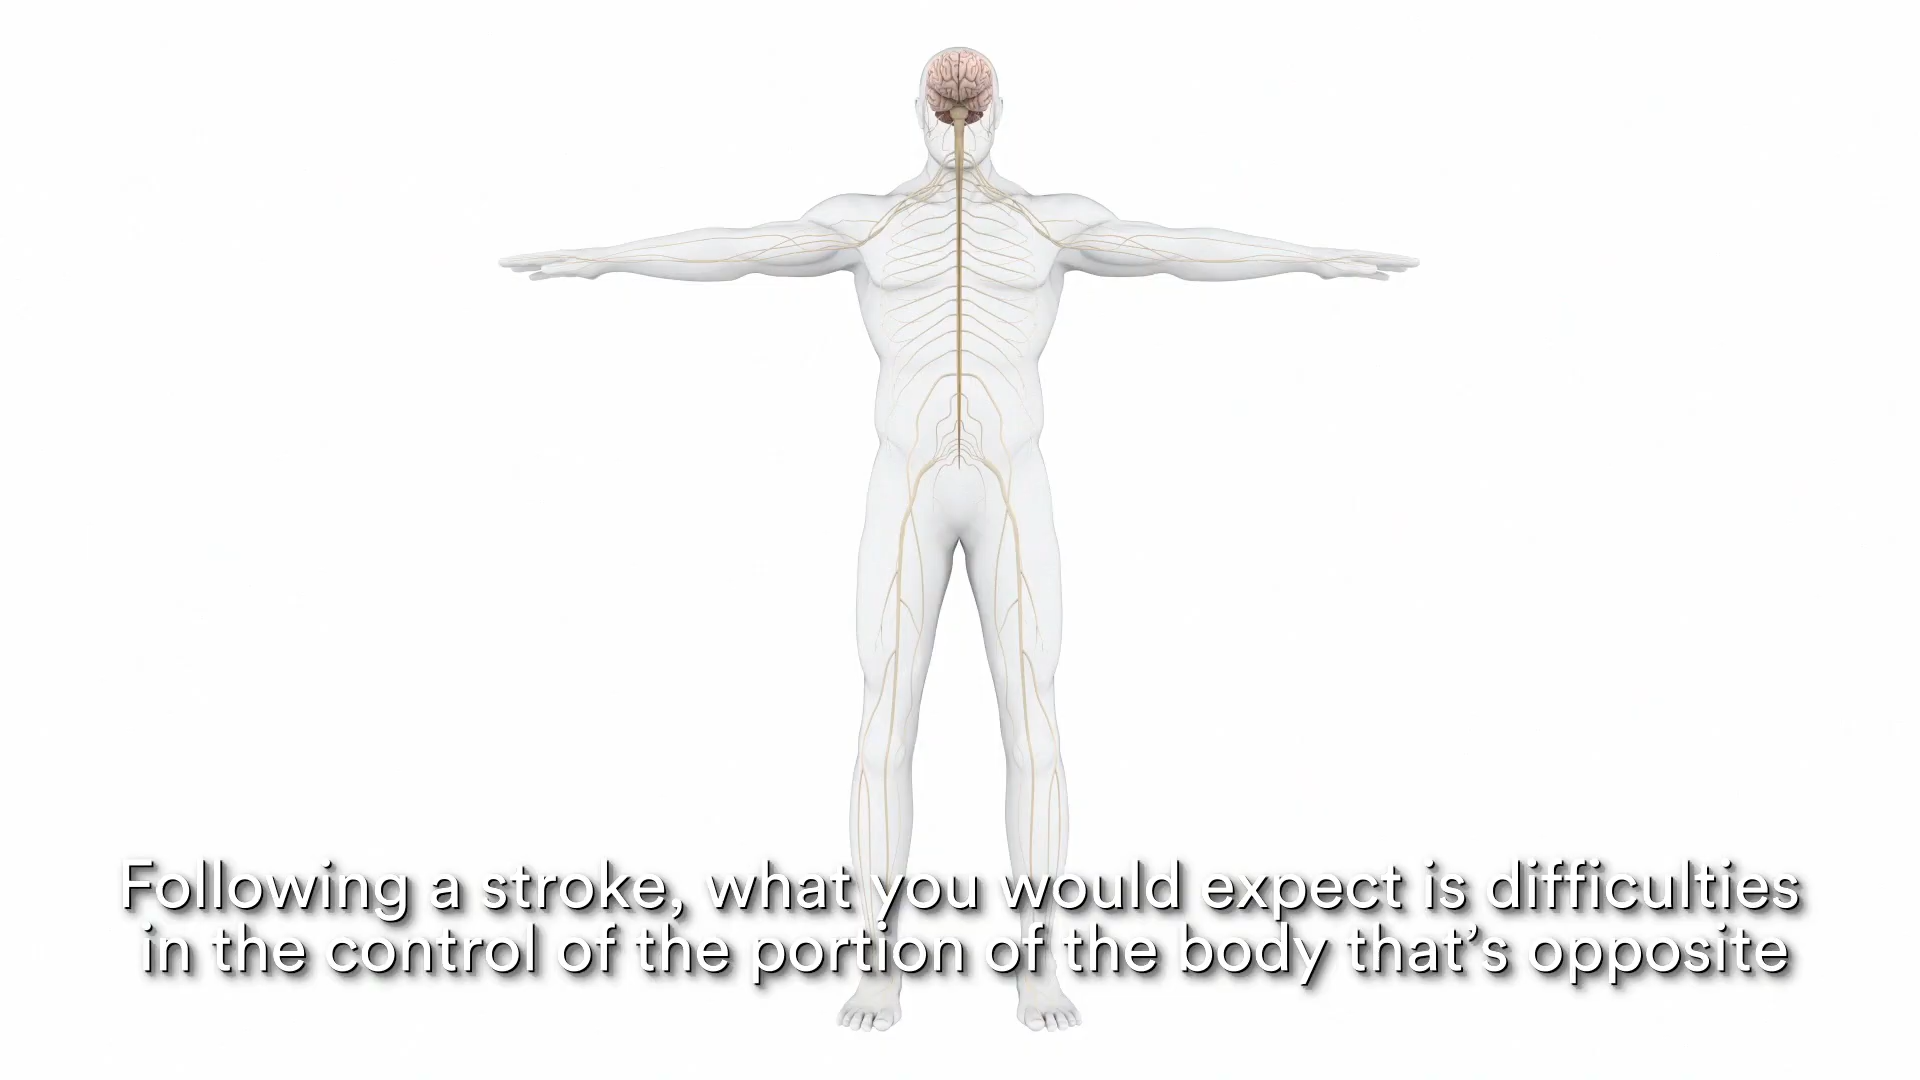 Following a stroke, what you would expect is difficulties
in the control of the portion of the body that’s opposite